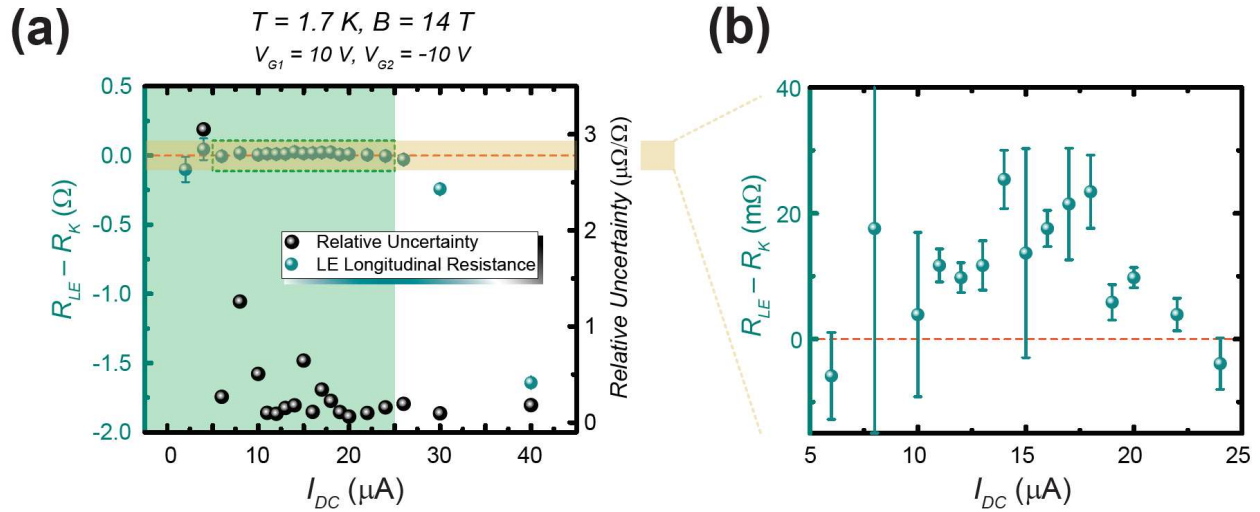 (a)
T = 1.7 K, B = 14 T
V_G1 = 10 V, V_G2 = -10 V
0.5
0.0
-0.5
-1.0
-1.5
-2.0
R_LE – R_K (Ω)
Relative Uncertainty
LE Longitudinal Resistance
3
2
1
0
Relative Uncertainty (μΩ/Ω)
0 10 20 30 40
I_DC (μA)
(b)
40
20
0
R_LE – R_K (mΩ)
5 10 15 20 25
I_DC (μA)